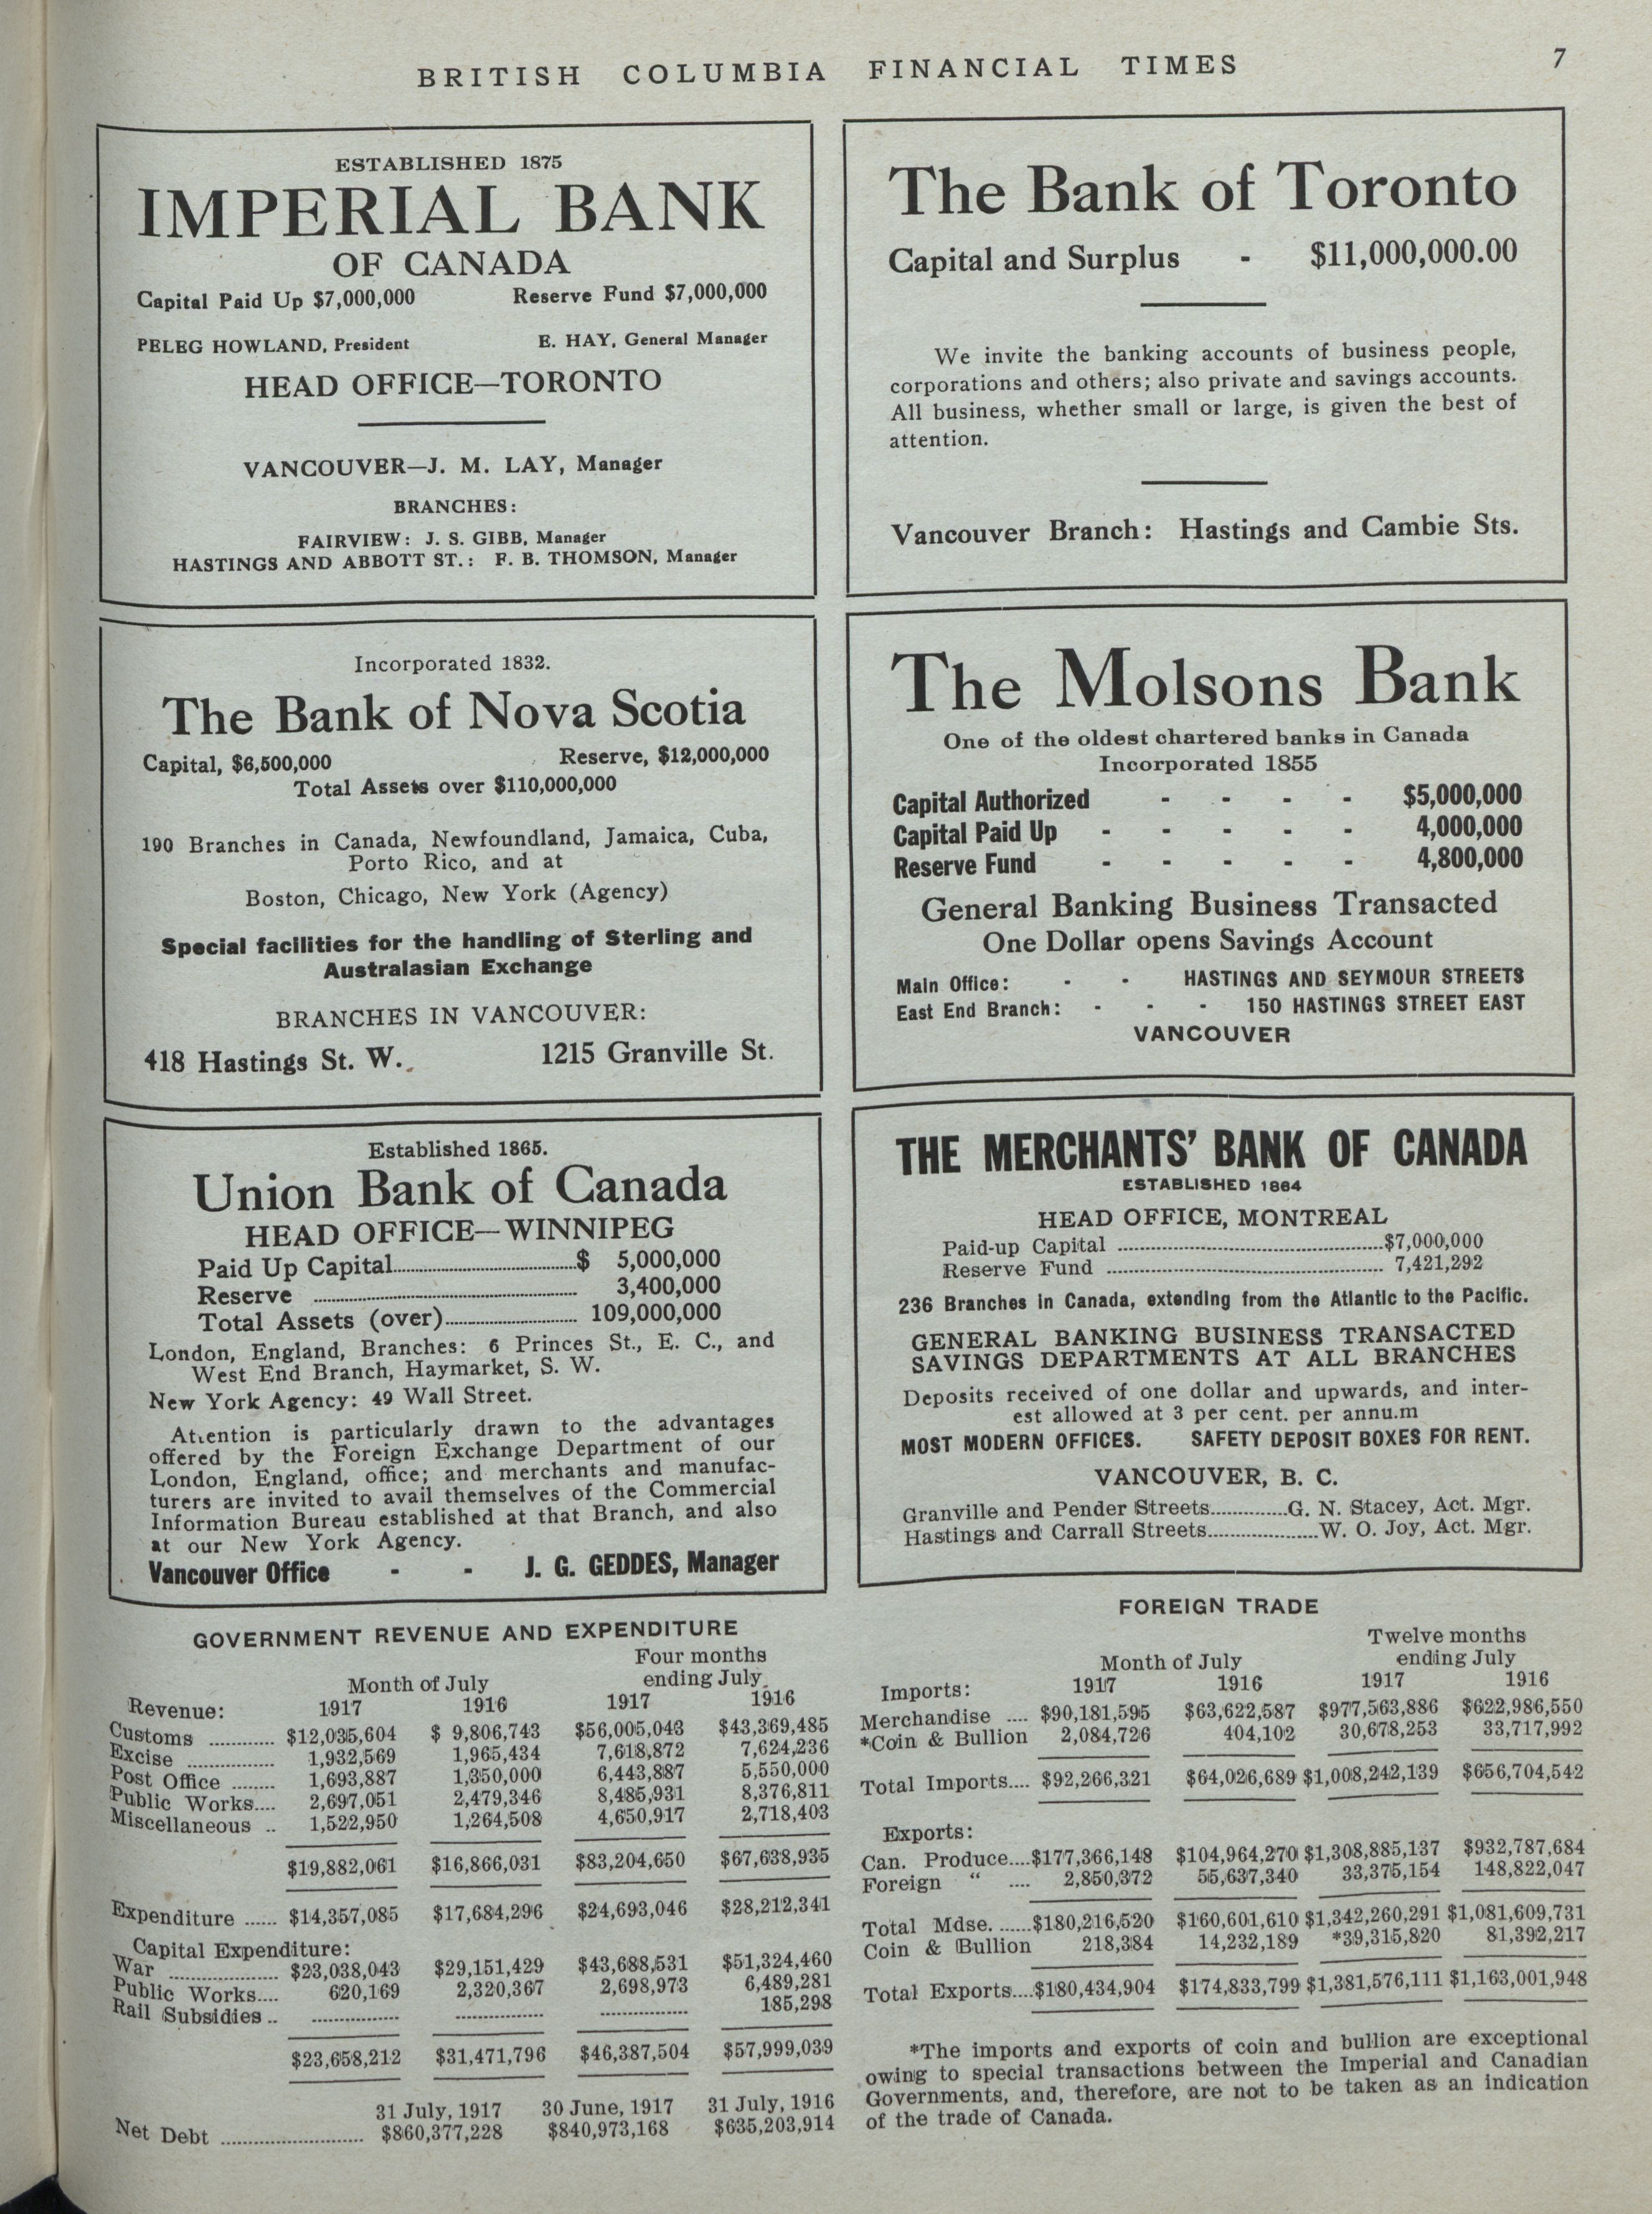 BRITISH COLUMBIA FINANCIAL TIMES 7
ESTABLISHED 1875
IMPERIAL BANK
OF CANADA
Capital Paid Up $7,000,000 Reserve Fund $7,000,000
PELEG HOWLAND, President E. HAY, General Manager
HEAD OFFICE—TORONTO
VANCOUVER—J. M. LAY, Manager
BRANCHES:
FAIRVIEW: J. S. GIBB, Manager
HASTINGS AND ABBOTT ST.: F. B. THOMSON, Manager
The Bank of Toronto
Capital and Surplus - $11,000,000.00
We invite the banking accounts of business people,
corporations and others; also private and savings accounts.
All business, whether small or large, is given the best of
attention.
Vancouver Branch: Hastings and Cambie Sts.
Incorporated 1832.
The Bank of Nova Scotia
Capital, $6,500,000 Reserve, $12,000,000
Total Assets over $110,000,000
190 Branches in Canada, Newfoundland, Jamaica, Cuba,
Porto Rico, and at
Boston, Chicago, New York (Agency)
Special facilities for the handling of Sterling and
Australasian Exchange
BRANCHES IN VANCOUVER:
418 Hastings St. W. 1215 Granville St.
The Molsons Bank
One of the oldest chartered banks in Canada
Incorporated 1855
Capital Authorized - - - - $5,000,000
Capital Paid Up - - - - - 4,000,000
Reserve Fund - - - - - 4,800,000
General Banking Business Transacted
One Dollar opens Savings Account
Main Office: - - HASTINGS AND SEYMOUR STREETS
East End Branch: - - - 150 HASTINGS STREET EAST
VANCOUVER
Established 1865.
Union Bank of Canada
HEAD OFFICE—WINNIPEG
Paid Up Capital..........$ 5,000,000
Reserve .......... 3,400,000
Total Assets (over).......... 109,000,000
London, England, Branches: 6 Princes St., E. C., and
West End Branch, Haymarket, S. W.
New York Agency: 49 Wall Street.
Attention is particularly drawn to the advantages
offered by the Foreign Exchange Department of our
London, England, office; and merchants and manufac-
turers are invited to avail themselves of the Commercial
Information Bureau established at that Branch, and also
at our New York Agency.
Vancouver Office - - J. G. GEDDES, Manager
THE MERCHANTS' BANK OF CANADA
ESTABLISHED 1864
HEAD OFFICE, MONTREAL
Paid-up Capital ..........$7,000,000
Reserve Fund .......... 7,421,292
236 Branches in Canada, extending from the Atlantic to the Pacific.
GENERAL BANKING BUSINESS TRANSACTED
SAVINGS DEPARTMENTS AT ALL BRANCHES
Deposits received of one dollar and upwards, and inter-
est allowed at 3 per cent. per annu.m
MOST MODERN OFFICES. SAFETY DEPOSIT BOXES FOR RENT.
VANCOUVER, B. C.
Granville and Pender Streets..........G. N. Stacey, Act. Mgr.
Hastings and Carrall Streets..........W. O. Joy, Act. Mgr.
GOVERNMENT REVENUE AND EXPENDITURE
Four months
Month of July ending July
Revenue: 1917 1916 1917 1916
Customs .......... $12,035,604 $ 9,806,743 $56,005,043 $43,369,485
Excise .......... 1,932,569 1,965,434 7,618,872 7,624,236
Post Office ........ 1,693,887 1,350,000 6,443,887 5,550,000
Public Works.... 2,697,051 2,479,346 8,485,931 8,376,811
Miscellaneous .. 1,522,950 1,264,508 4,650,917 2,718,403
$19,882,061 $16,866,031 $83,204,650 $67,638,935
Expenditure ...... $14,357,085 $17,684,296 $24,693,046 $28,212,341
Capital Expenditure:
War .......... $23,038,043 $29,151,429 $43,688,531 $51,324,460
Public Works.... 620,169 2,320,367 2,698,973 6,489,281
Rail Subsidies .. .......... .......... .......... 185,298
$23,658,212 $31,471,796 $46,387,504 $57,999,039
31 July, 1917 30 June, 1917 31 July, 1916
Net Debt .......... $860,377,228 $840,973,168 $635,203,914
FOREIGN TRADE
Twelve months
Month of July ending July
Imports: 1917 1916 1917 1916
Merchandise .... $90,181,595 $63,622,587 $977,563,886 $622,986,550
*Coin & Bullion 2,084,726 404,102 30,678,253 33,717,992
Total Imports.... $92,266,321 $64,026,689 $1,008,242,139 $656,704,542
Exports:
Can. Produce....$177,366,148 $104,964,270 $1,308,885,137 $932,787,684
Foreign " .... 2,850,372 55,637,340 33,375,154 148,822,047
Total Mdse. ......$180,216,520 $160,601,610 $1,342,260,291 $1,081,609,731
Coin & Bullion 218,384 14,232,189 *39,315,820 81,392,217
Total Exports....$180,434,904 $174,833,799 $1,381,576,111 $1,163,001,948
*The imports and exports of coin and bullion are exceptional
owing to special transactions between the Imperial and Canadian
Governments, and, therefore, are not to be taken as an indication
of the trade of Canada.